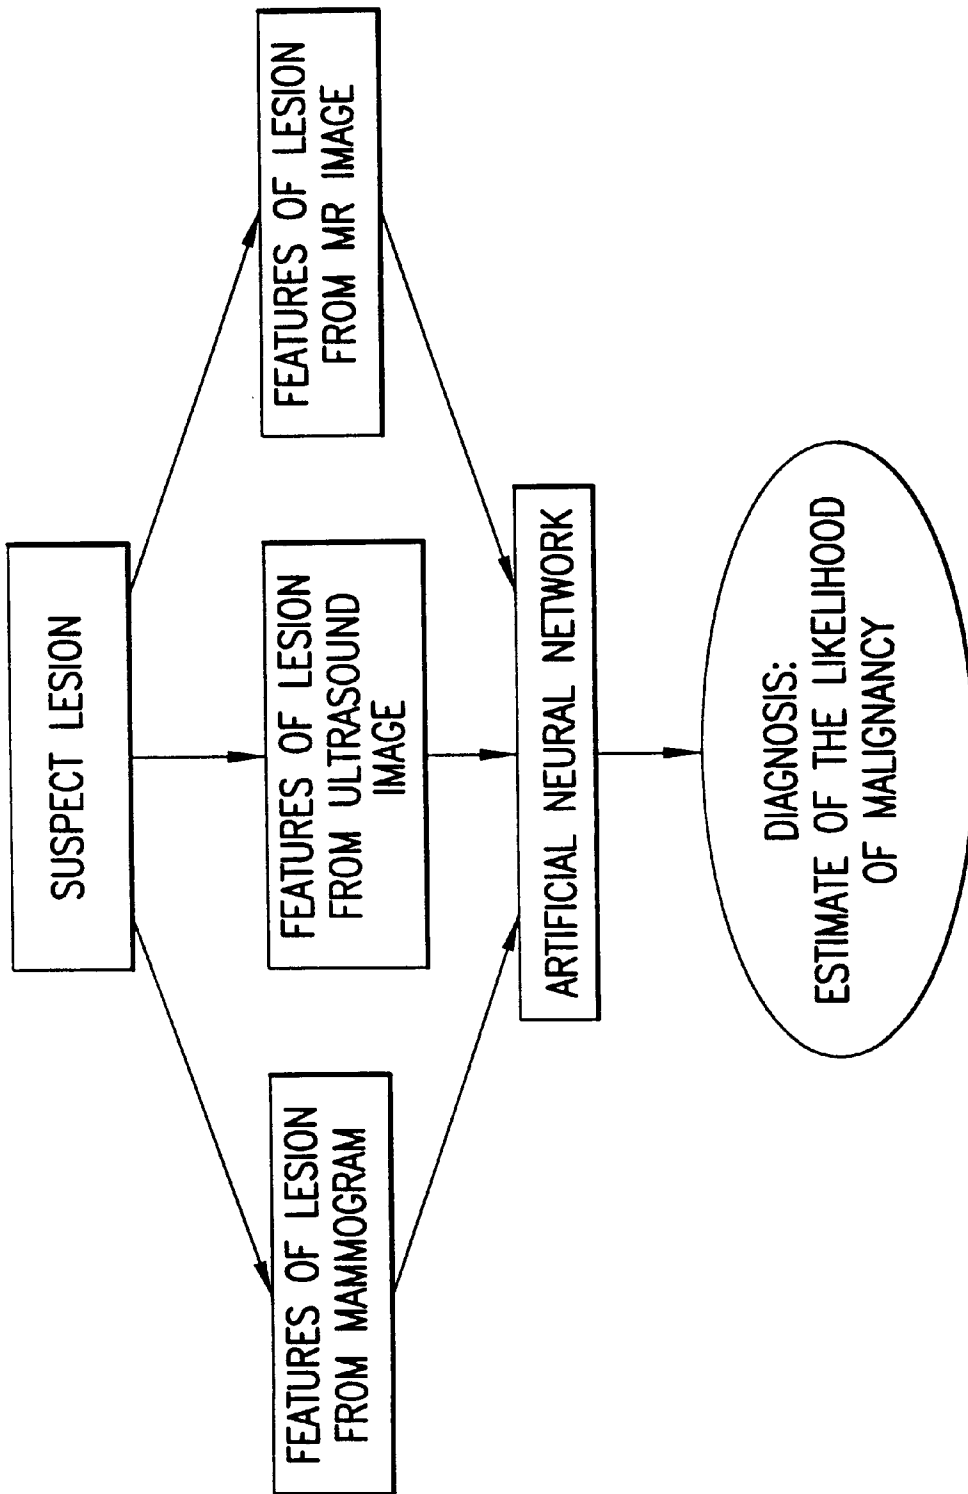 SUSPECT LESION
FEATURES OF LESION
FROM MAMMOGRAM
FEATURES OF LESION
FROM ULTRASOUND
IMAGE
FEATURES OF LESION
FROM MR IMAGE
ARTIFICIAL NEURAL NETWORK
DIAGNOSIS:
ESTIMATE OF THE LIKELIHOOD
OF MALIGNANCY